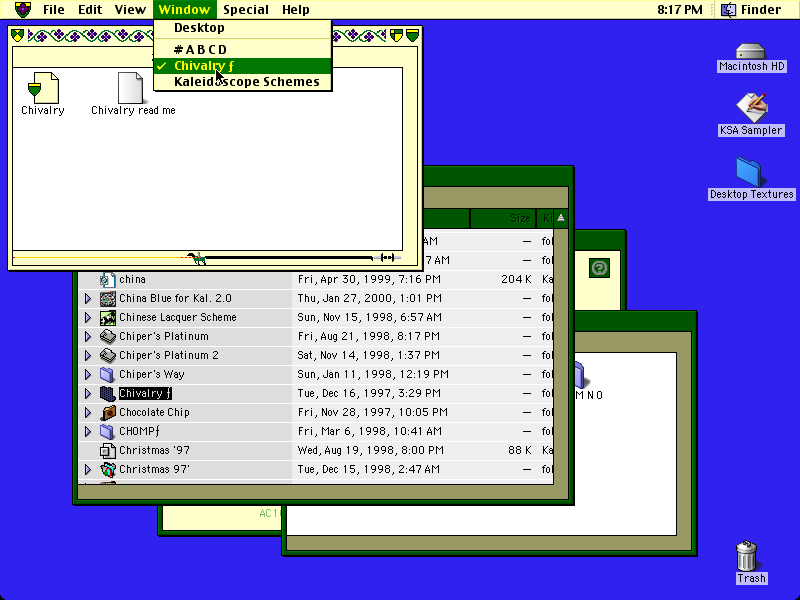 File Edit View Window Special Help 8:17 PM Finder
Desktop
#ABCD
✓ Chivalry ƒ
Kaleidoscope Schemes
Chivalry
Chivalry read me
Macintosh HD
KSA Sampler
Desktop Textures
Size
AM — fol
7 AM — fol
china Fri, Apr 30, 1999, 7:16 PM 204 K Ka
China Blue for Kal. 2.0 Thu, Jan 27, 2000, 1:01 PM — fol
Chinese Lacquer Scheme Sun, Nov 15, 1998, 6:57 AM — fol
Chiper's Platinum Fri, Aug 21, 1998, 8:17 PM — fol
Chiper's Platinum 2 Sat, Nov 14, 1998, 1:37 PM — fol
Chiper's Way Sun, Jan 11, 1998, 12:19 PM — fol
Chivalry ƒ Tue, Dec 16, 1997, 3:29 PM — fol
Chocolate Chip Fri, Nov 28, 1997, 10:05 PM — fol
CHOMPƒ Fri, Mar 6, 1998, 10:41 AM — fol
Christmas '97 Wed, Aug 19, 1998, 8:00 PM 88 K Ka
Christmas 97' Tue, Dec 15, 1998, 2:47 AM — fol
M N O
Trash